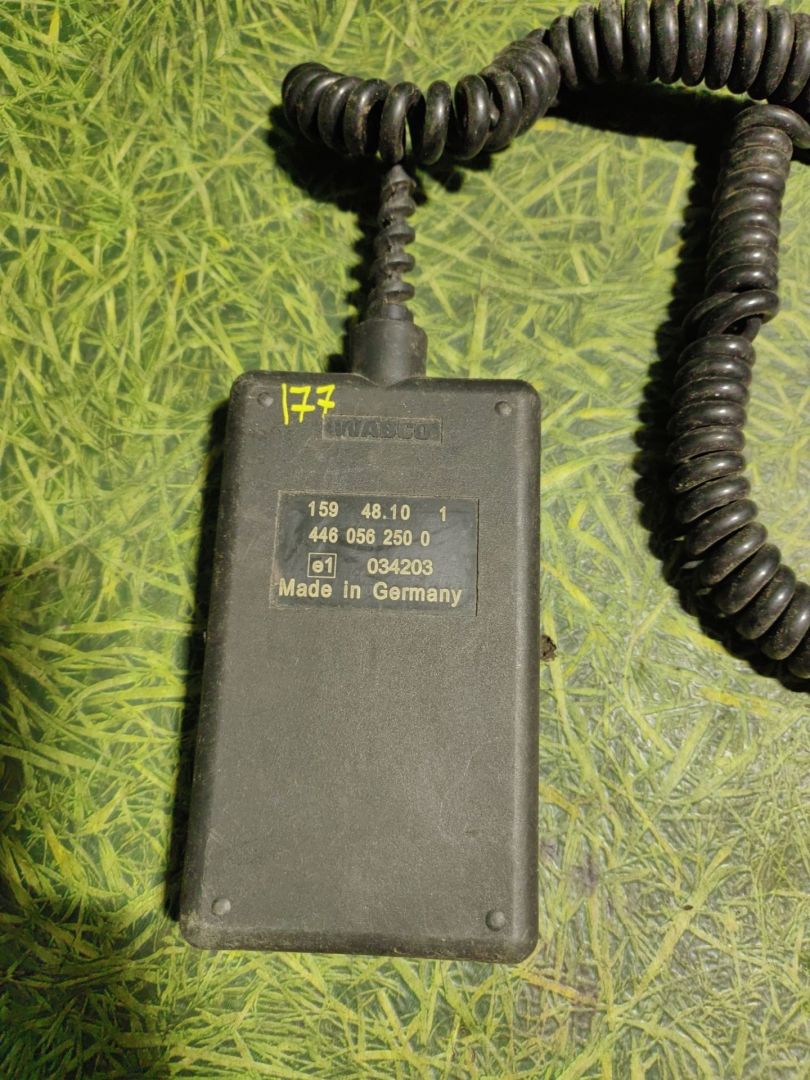 177
WABCO
159 48.10 1
446 056 250 0
e1 034203
Made in Germany